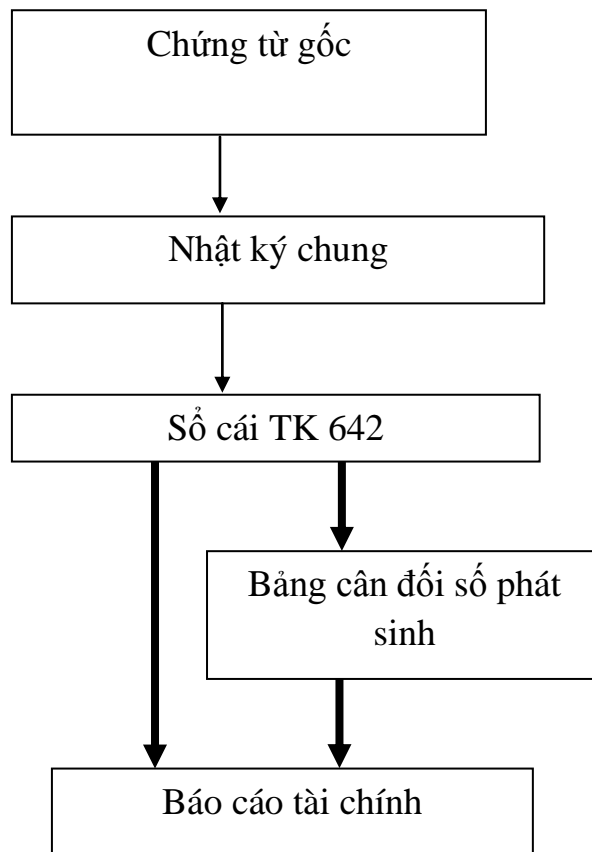 Chứng từ gốc
Nhật ký chung
Sổ cái TK 642
Bảng cân đối số phát
sinh
Báo cáo tài chính